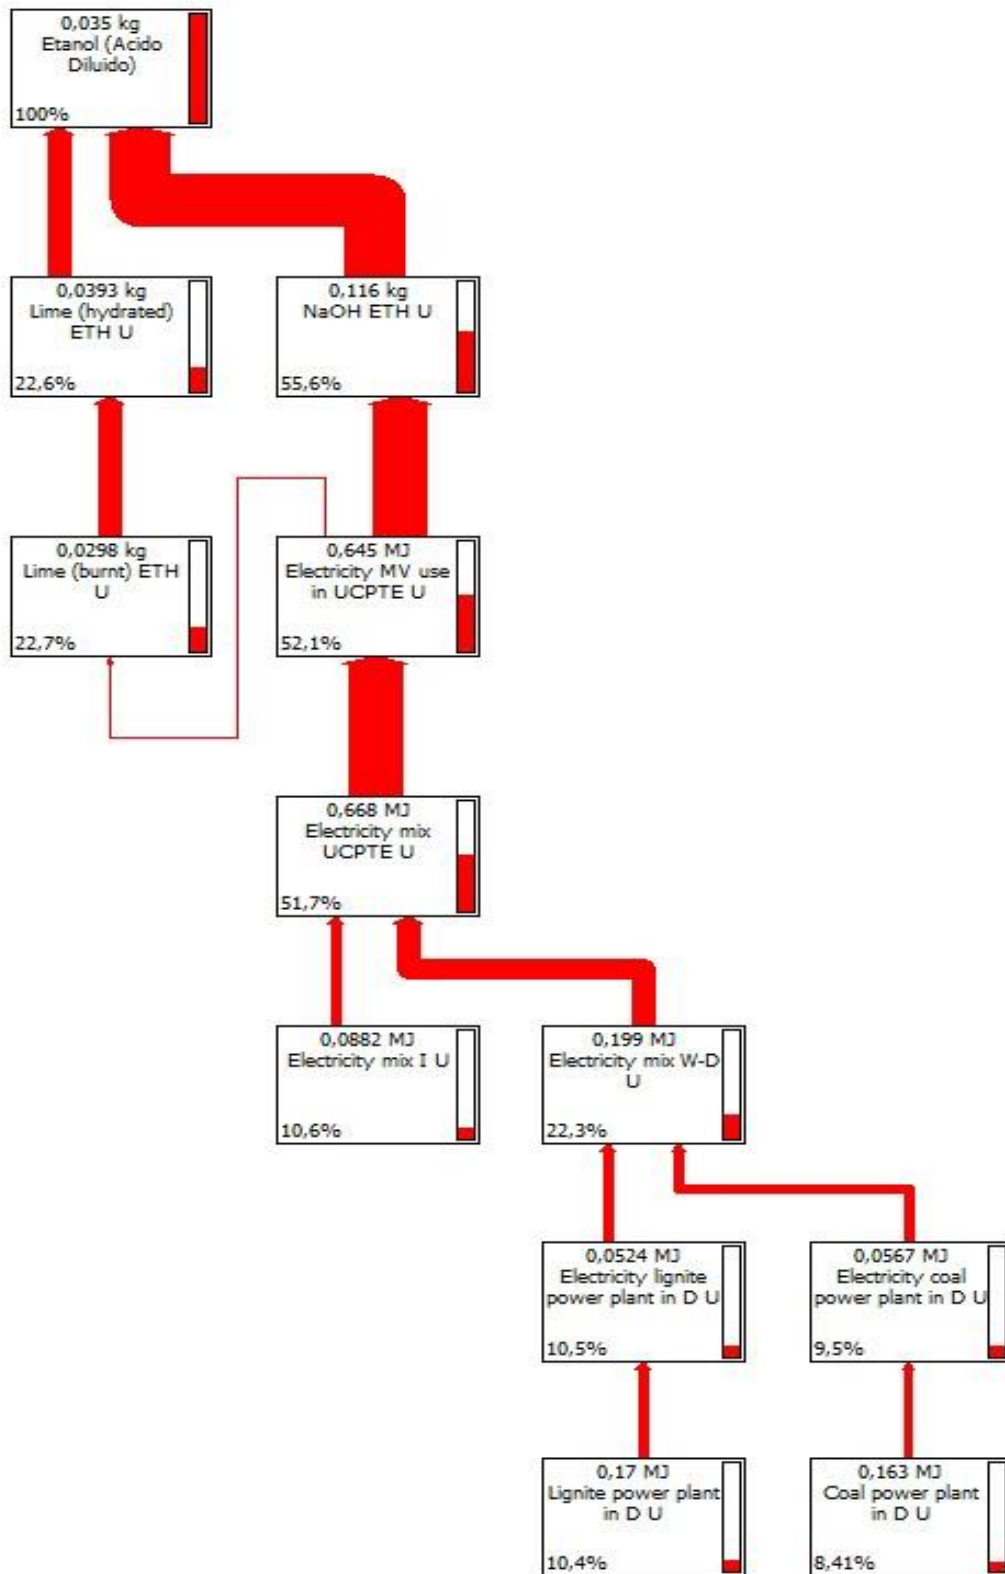 0,035 kg
Etanol (Acido
Diluido)
100%
0,0393 kg
Lime (hydrated)
ETH U
22,6%
0,116 kg
NaOH ETH U
55,6%
0,0298 kg
Lime (burnt) ETH
U
22,7%
0,645 MJ
Electricity MV use
in UCPTE U
52,1%
0,668 MJ
Electricity mix
UCPTE U
51,7%
0,0882 MJ
Electricity mix I U
10,6%
0,199 MJ
Electricity mix W-D
U
22,3%
0,0524 MJ
Electricity lignite
power plant in D U
10,5%
0,0567 MJ
Electricity coal
power plant in D U
9,5%
0,17 MJ
Lignite power plant
in D U
10,4%
0,163 MJ
Coal power plant
in D U
8,41%